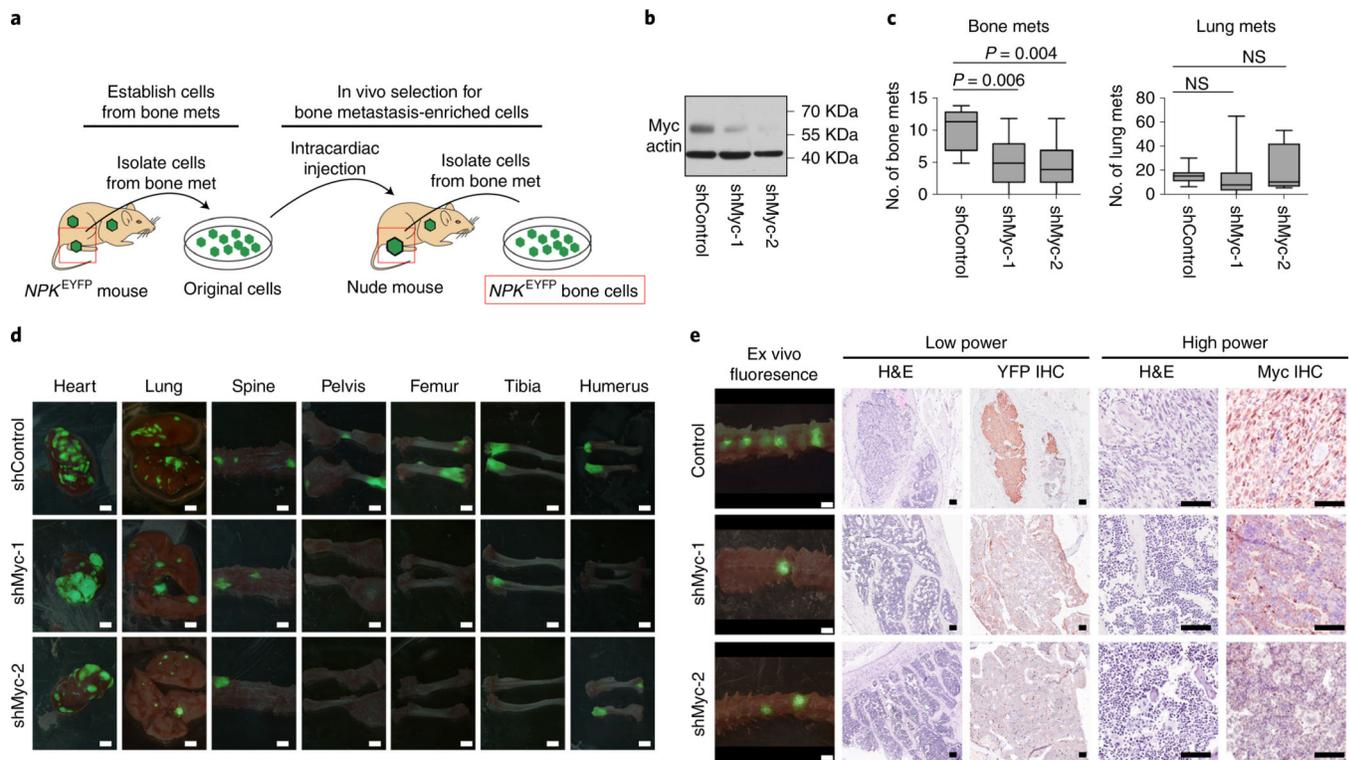 a
Establish cells
from bone mets
In vivo selection for
bone metastasis-enriched cells
Isolate cells
from bone met
Intracardiac
injection
Isolate cells
from bone met
NPK^EYFP mouse
Original cells
Nude mouse
NPK^EYFP bone cells
b
Myc
actin
70 KDa
55 KDa
40 KDa
shControl
shMyc-1
shMyc-2
c
Bone mets
P = 0.004
P = 0.006
No. of bone mets
15
10
5
0
shControl
shMyc-1
shMyc-2
Lung mets
NS
NS
No. of lung mets
80
60
40
20
0
shControl
shMyc-1
shMyc-2
d
Heart Lung Spine Pelvis Femur Tibia Humerus
shControl
shMyc-1
shMyc-2
e
Ex vivo
fluoresence
Low power
High power
H&E YFP IHC H&E Myc IHC
Control
shMyc-1
shMyc-2